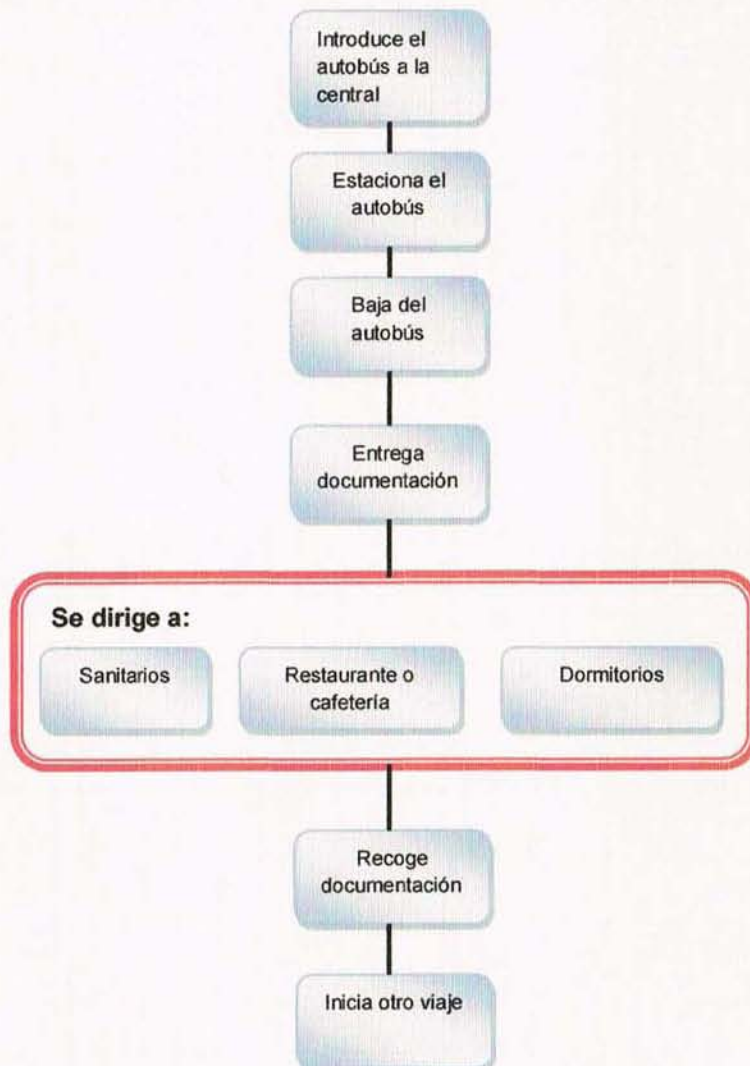 Introduce el
autobús a la
central
Estaciona el
autobús
Baja del
autobús
Entrega
documentación
Se dirige a:
Sanitarios
Restaurante o
cafetería
Dormitorios
Recoge
documentación
Inicia otro viaje